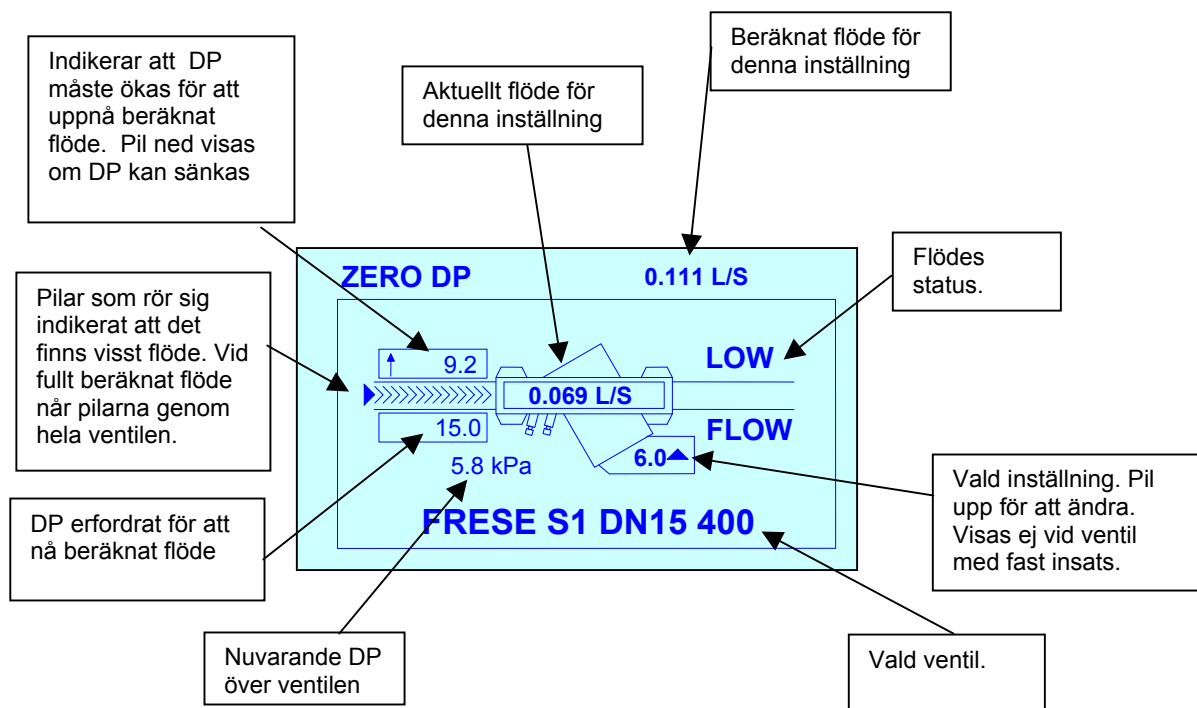 Beräknat flöde för
denna inställning
Indikerar att DP
måste ökas för att
uppnå beräknat
flöde. Pil ned visas
om DP kan sänkas
Aktuellt flöde för
denna inställning
Flödes
status.
Pilar som rör sig
indikerat att det
finns visst flöde. Vid
fullt beräknat flöde
når pilarna genom
hela ventilen.
ZERO DP
0.111 L/S
9.2
LOW
0.069 L/S
15.0
FLOW
6.0
5.8 kPa
FRESE S1 DN15 400
DP erfordrat för att
nå beräknat flöde
Vald inställning. Pil
upp för att ändra.
Visas ej vid ventil
med fast insats.
Nuvarande DP
över ventilen
Vald ventil.